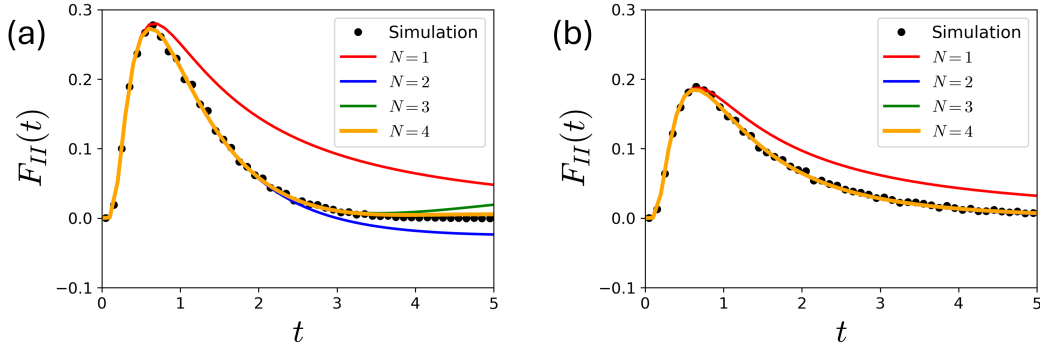 (a)
F_{II}(t)
0.3
0.2
0.1
0.0
−0.1
0 1 2 3 4 5
t
Simulation
N = 1
N = 2
N = 3
N = 4
(b)
F_{II}(t)
0.3
0.2
0.1
0.0
−0.1
0 1 2 3 4 5
t
Simulation
N = 1
N = 2
N = 3
N = 4